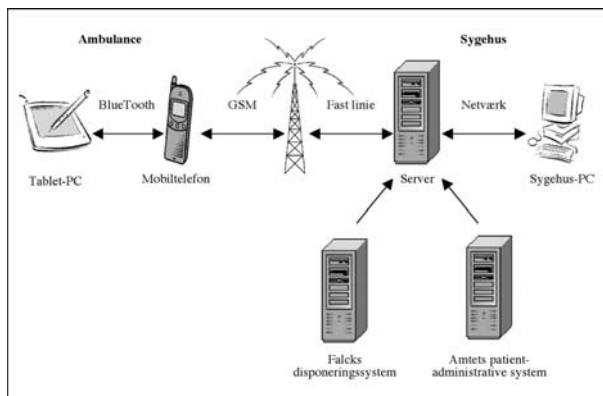 Ambulance
Sygehus
BlueTooth
GSM
Fast linie
Netværk
Tablet-PC
Mobiltelefon
Server
Sygehus-PC
Falcks
disponeringssystem
Amtets patient-
administrative system